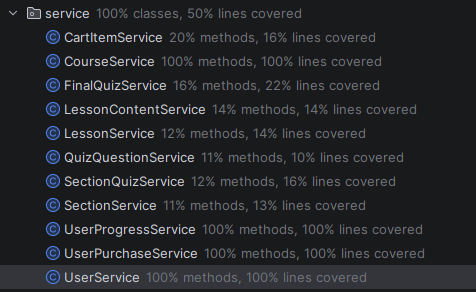 service 100% classes, 50% lines covered
CartItemService 20% methods, 16% lines covered
CourseService 100% methods, 100% lines covered
FinalQuizService 16% methods, 22% lines covered
LessonContentService 14% methods, 14% lines covered
LessonService 12% methods, 14% lines covered
QuizQuestionService 11% methods, 10% lines covered
SectionQuizService 12% methods, 16% lines covered
SectionService 11% methods, 13% lines covered
UserProgressService 100% methods, 100% lines covered
UserPurchaseService 100% methods, 100% lines covered
UserService 100% methods, 100% lines covered